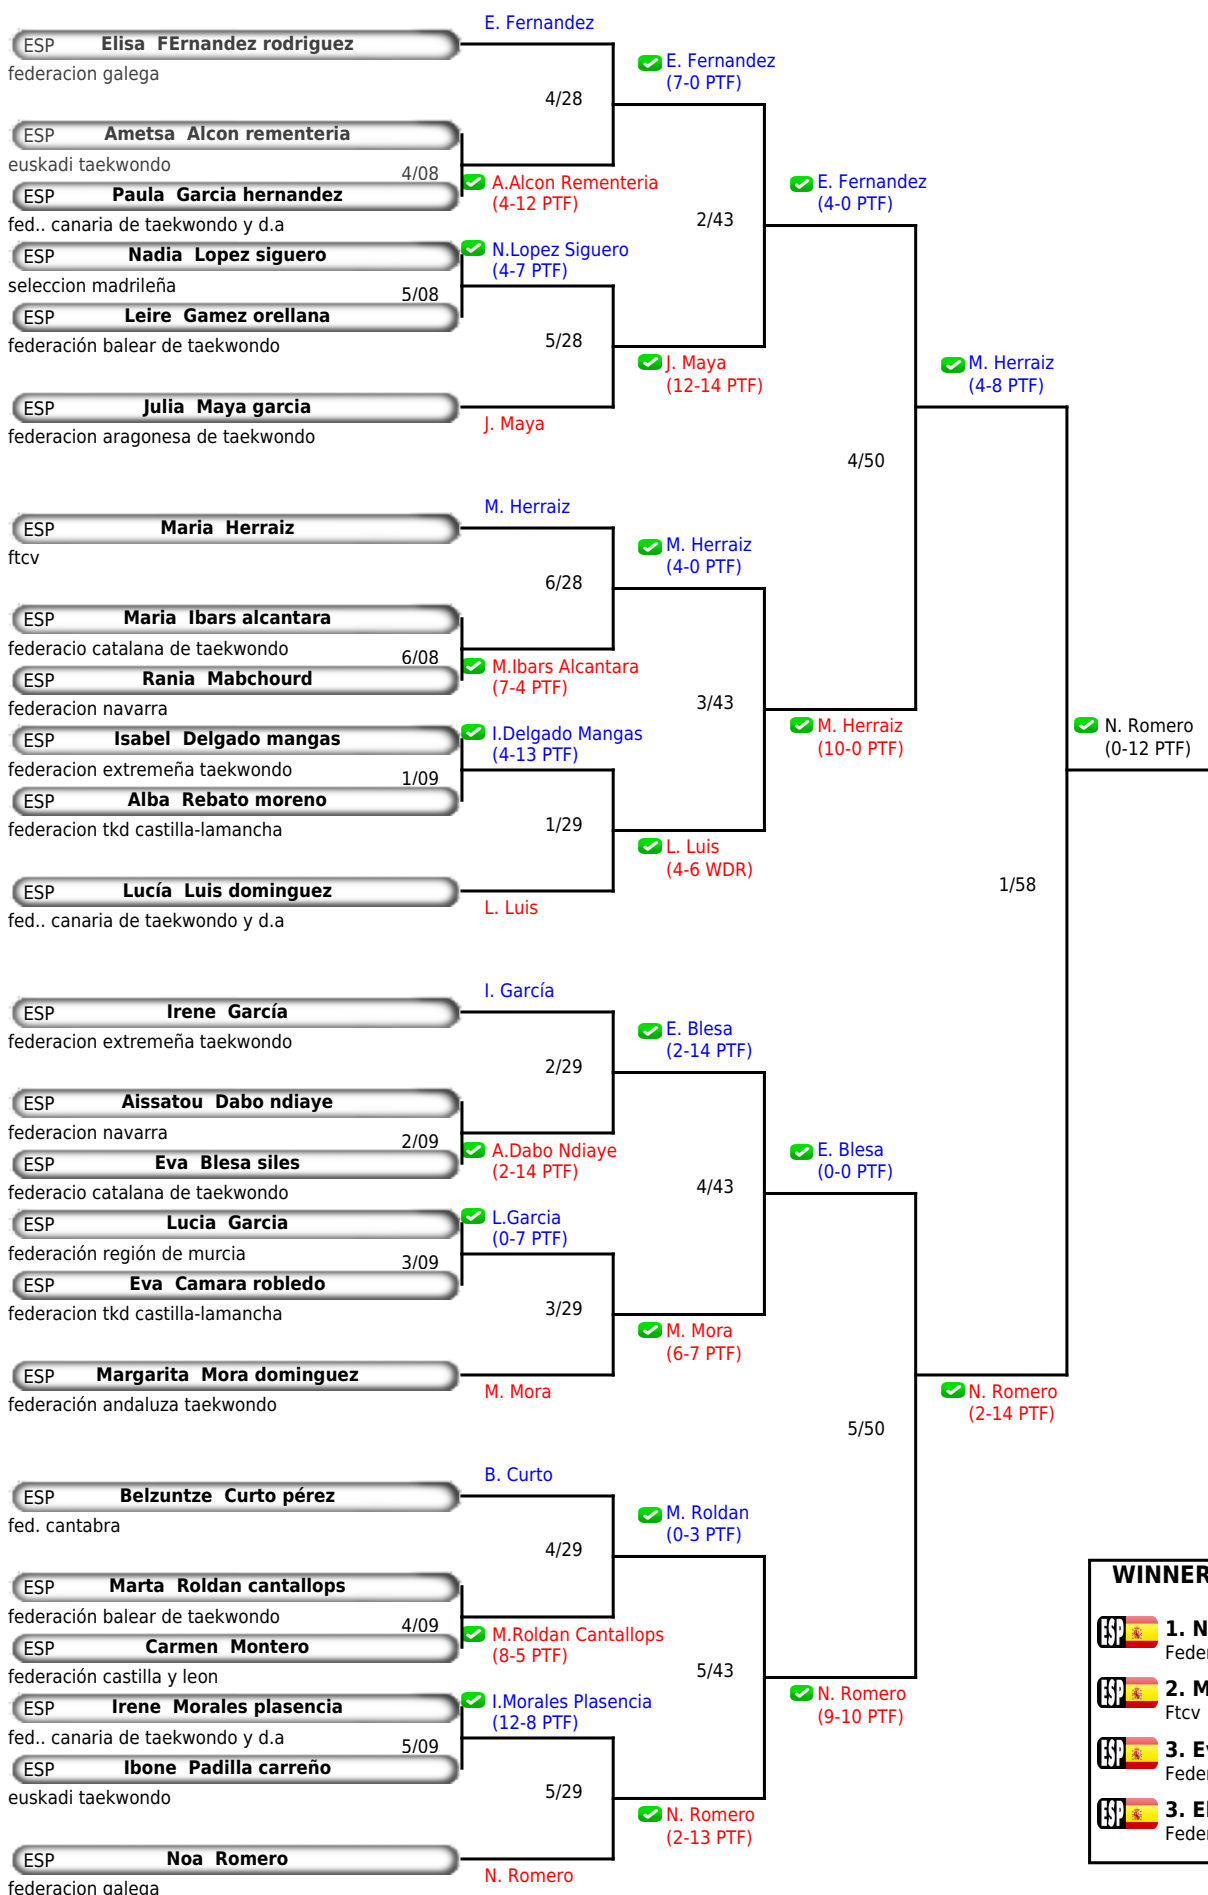 E. Fernandez
ESP Elisa FErnandez rodriguez
federacion galega
E. Fernandez
(7-0 PTF)
4/28
ESP Ametsa Alcon rementeria
euskadi taekwondo
4/08
A.Alcon Rementeria
(4-12 PTF)
ESP Paula Garcia hernandez
fed.. canaria de taekwondo y d.a
E. Fernandez
(4-0 PTF)
2/43
ESP Nadia Lopez siguero
seleccion madrileña
N.Lopez Siguero
(4-7 PTF)
5/08
ESP Leire Gamez orellana
federación balear de taekwondo
5/28
J. Maya
(12-14 PTF)
M. Herraiz
(4-8 PTF)
ESP Julia Maya garcia
federacion aragonesa de taekwondo
J. Maya
4/50
M. Herraiz
ESP Maria Herraiz
ftcv
M. Herraiz
(4-0 PTF)
6/28
ESP Maria Ibars alcantara
federacio catalana de taekwondo
6/08
M.Ibars Alcantara
(7-4 PTF)
ESP Rania Mabchourd
federacion navarra
3/43
M. Herraiz
(10-0 PTF)
N. Romero
(0-12 PTF)
ESP Isabel Delgado mangas
federacion extremeña taekwondo
I.Delgado Mangas
(4-13 PTF)
1/09
ESP Alba Rebato moreno
federacion tkd castilla-lamancha
1/29
L. Luis
(4-6 WDR)
ESP Lucía Luis dominguez
fed.. canaria de taekwondo y d.a
L. Luis
1/58
I. García
ESP Irene García
federacion extremeña taekwondo
E. Blesa
(2-14 PTF)
2/29
ESP Aissatou Dabo ndiaye
federacion navarra
2/09
A.Dabo Ndiaye
(2-14 PTF)
ESP Eva Blesa siles
federacio catalana de taekwondo
E. Blesa
(0-0 PTF)
4/43
ESP Lucia Garcia
federación región de murcia
L.Garcia
(0-7 PTF)
3/09
ESP Eva Camara robledo
federacion tkd castilla-lamancha
3/29
M. Mora
(6-7 PTF)
ESP Margarita Mora dominguez
federación andaluza taekwondo
M. Mora
N. Romero
(2-14 PTF)
5/50
B. Curto
ESP Belzuntze Curto pérez
fed. cantabra
M. Roldan
(0-3 PTF)
4/29
ESP Marta Roldan cantallops
federación balear de taekwondo
4/09
M.Roldan Cantallops
(8-5 PTF)
ESP Carmen Montero
federación castilla y leon
5/43
N. Romero
(9-10 PTF)
ESP Irene Morales plasencia
fed.. canaria de taekwondo y d.a
I.Morales Plasencia
(12-8 PTF)
5/09
ESP Ibone Padilla carreño
euskadi taekwondo
5/29
N. Romero
(2-13 PTF)
ESP Noa Romero
federacion galega
N. Romero
WINNER
ESP 1. N
Feder
ESP 2. M
Ftcv
ESP 3. Ev
Feder
ESP 3. El
Feder